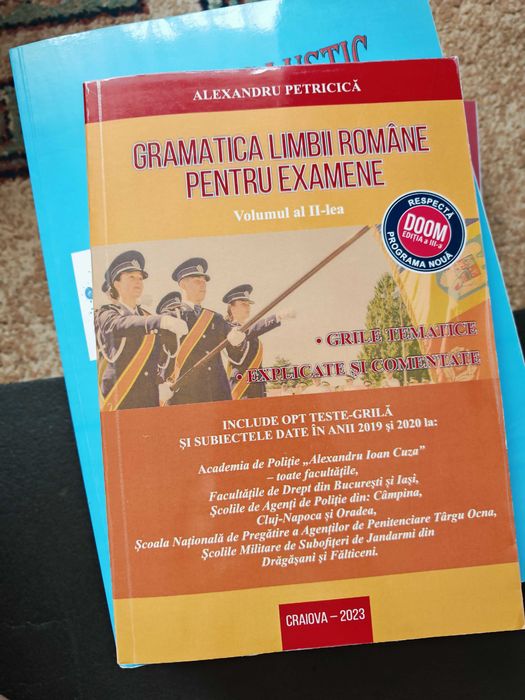 ALEXANDRU PETRICICĂ
GRAMATICA LIMBII ROMÂNE
PENTRU EXAMENE
Volumul al II-lea
RESPECTĂ
DOOM
EDIȚIA a III-a
PROGRAMA NOUĂ
• GRILE TEMATICE
• EXPLICATE ȘI COMENTATE
INCLUDE OPT TESTE-GRILĂ
ȘI SUBIECTELE DATE ÎN ANII 2019 și 2020 la:
Academia de Poliție „Alexandru Ioan Cuza”
– toate facultățile,
Facultățile de Drept din București și Iași,
Școlile de Agenți de Poliție din: Câmpina,
Cluj-Napoca și Oradea,
Școala Națională de Pregătire a Agenților de Penitenciare Târgu Ocna,
Școlile Militare de Subofițeri de Jandarmi din
Drăgășani și Fălticeni.
CRAIOVA – 2023